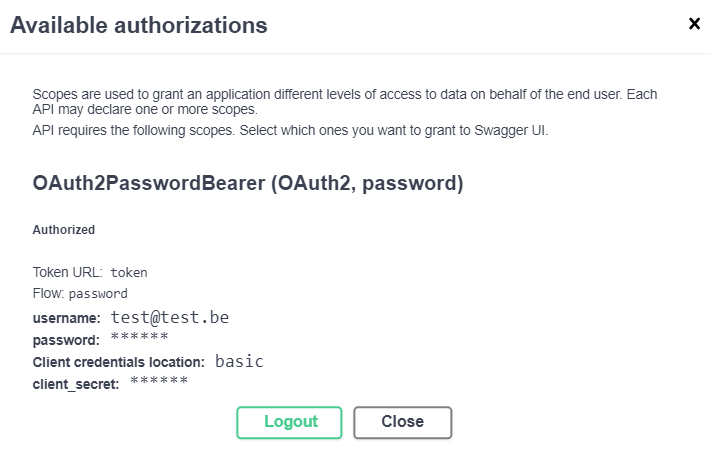 Available authorizations
Scopes are used to grant an application different levels of access to data on behalf of the end user. Each
API may declare one or more scopes.
API requires the following scopes. Select which ones you want to grant to Swagger UI.
OAuth2PasswordBearer (OAuth2, password)
Authorized
Token URL: token
Flow: password
username: test@test.be
password: ******
Client credentials location: basic
client_secret: ******
Logout Close